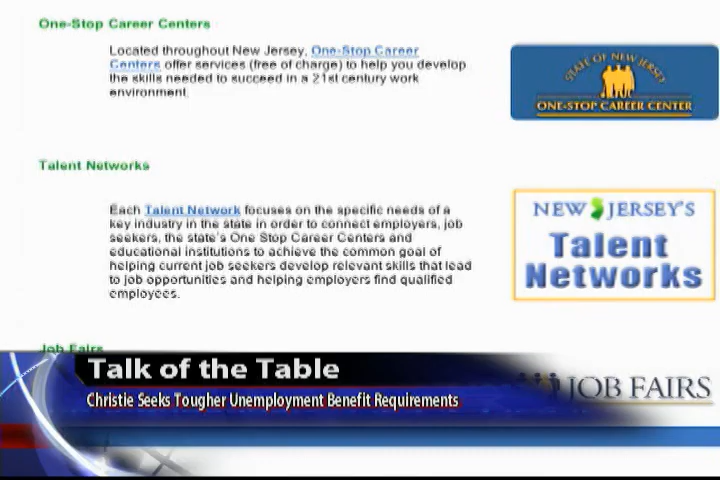 One-Stop Career Centers
Located throughout New Jersey, One-Stop Career
Centers offer services (free of charge) to help you develop
the skills needed to succeed in a 21st century work
environment.
STATE OF NEW JERSEY
ONE-STOP CAREER CENTER
Talent Networks
Each Talent Network focuses on the specific needs of a
key industry in the state in order to connect employers, job
seekers, the state's One Stop Career Centers and
educational institutions to achieve the common goal of
helping current job seekers develop relevant skills that lead
to job opportunities and helping employers find qualified
employees.
NEW JERSEY'S
Talent
Networks
Job Fairs
JOB FAIRS
Talk of the Table
Christie Seeks Tougher Unemployment Benefit Requirements